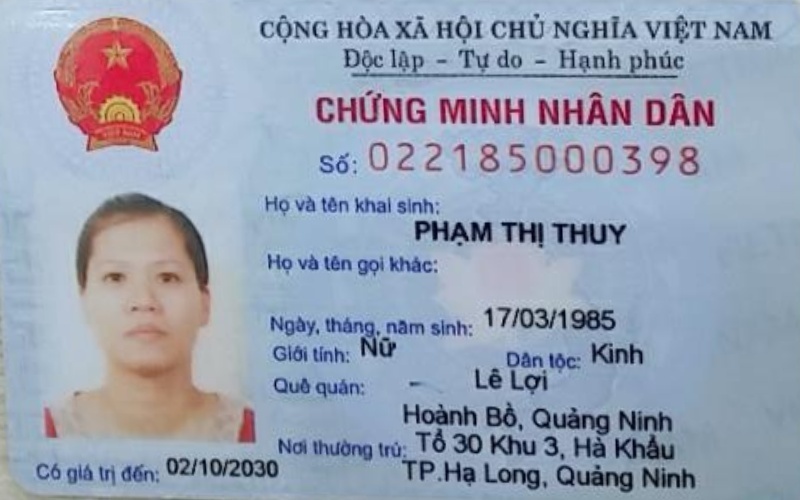 CỘNG HÒA XÃ HỘI CHỦ NGHĨA VIỆT NAM
Độc lập - Tự do - Hạnh phúc
CHỨNG MINH NHÂN DÂN
Số: 022185000398
Họ và tên khai sinh:
PHẠM THỊ THUY
Họ và tên gọi khác:
Ngày, tháng, năm sinh: 17/03/1985
Giới tính: Nữ Dân tộc: Kinh
Quê quán: Lê Lợi
Hoành Bồ, Quảng Ninh
Nơi thường trú: Tổ 30 Khu 3, Hà Khẩu
TP.Hạ Long, Quảng Ninh
Có giá trị đến: 02/10/2030